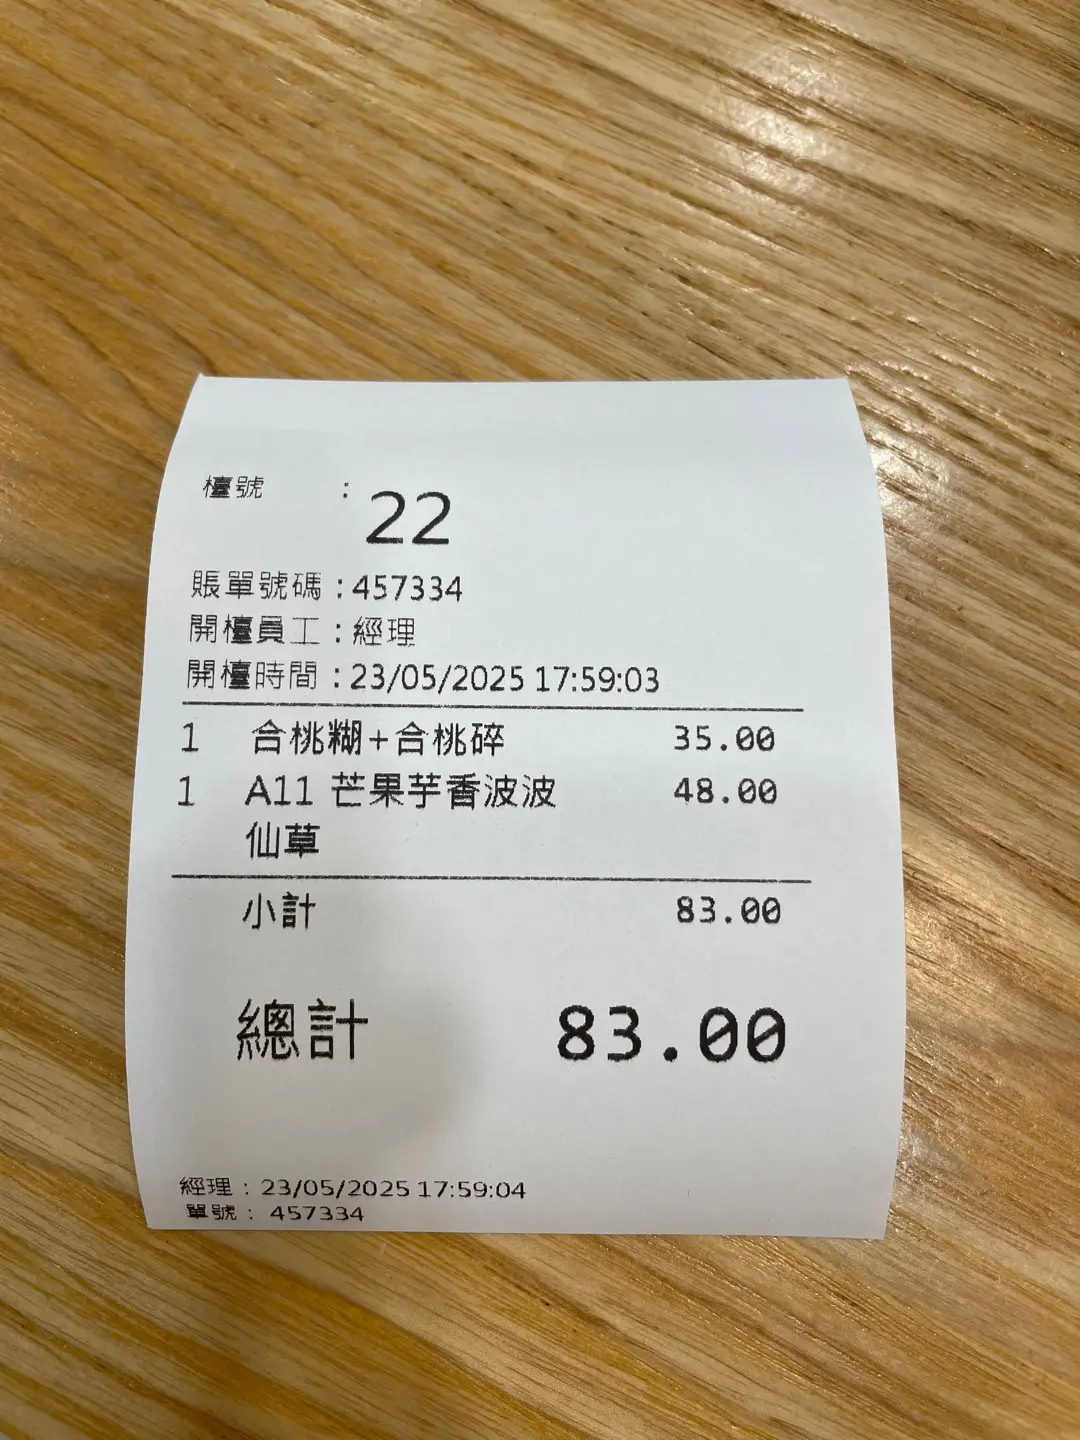 檯號 : 22
賬單號碼 : 457334
開檯員工 : 經理
開檯時間 : 23/05/2025 17:59:03
1 合桃糊+合桃碎 35.00
1 A11 芒果芋香波波 48.00
仙草
小計 83.00
總計 83.00
經理 : 23/05/2025 17:59:04
單號 : 457334